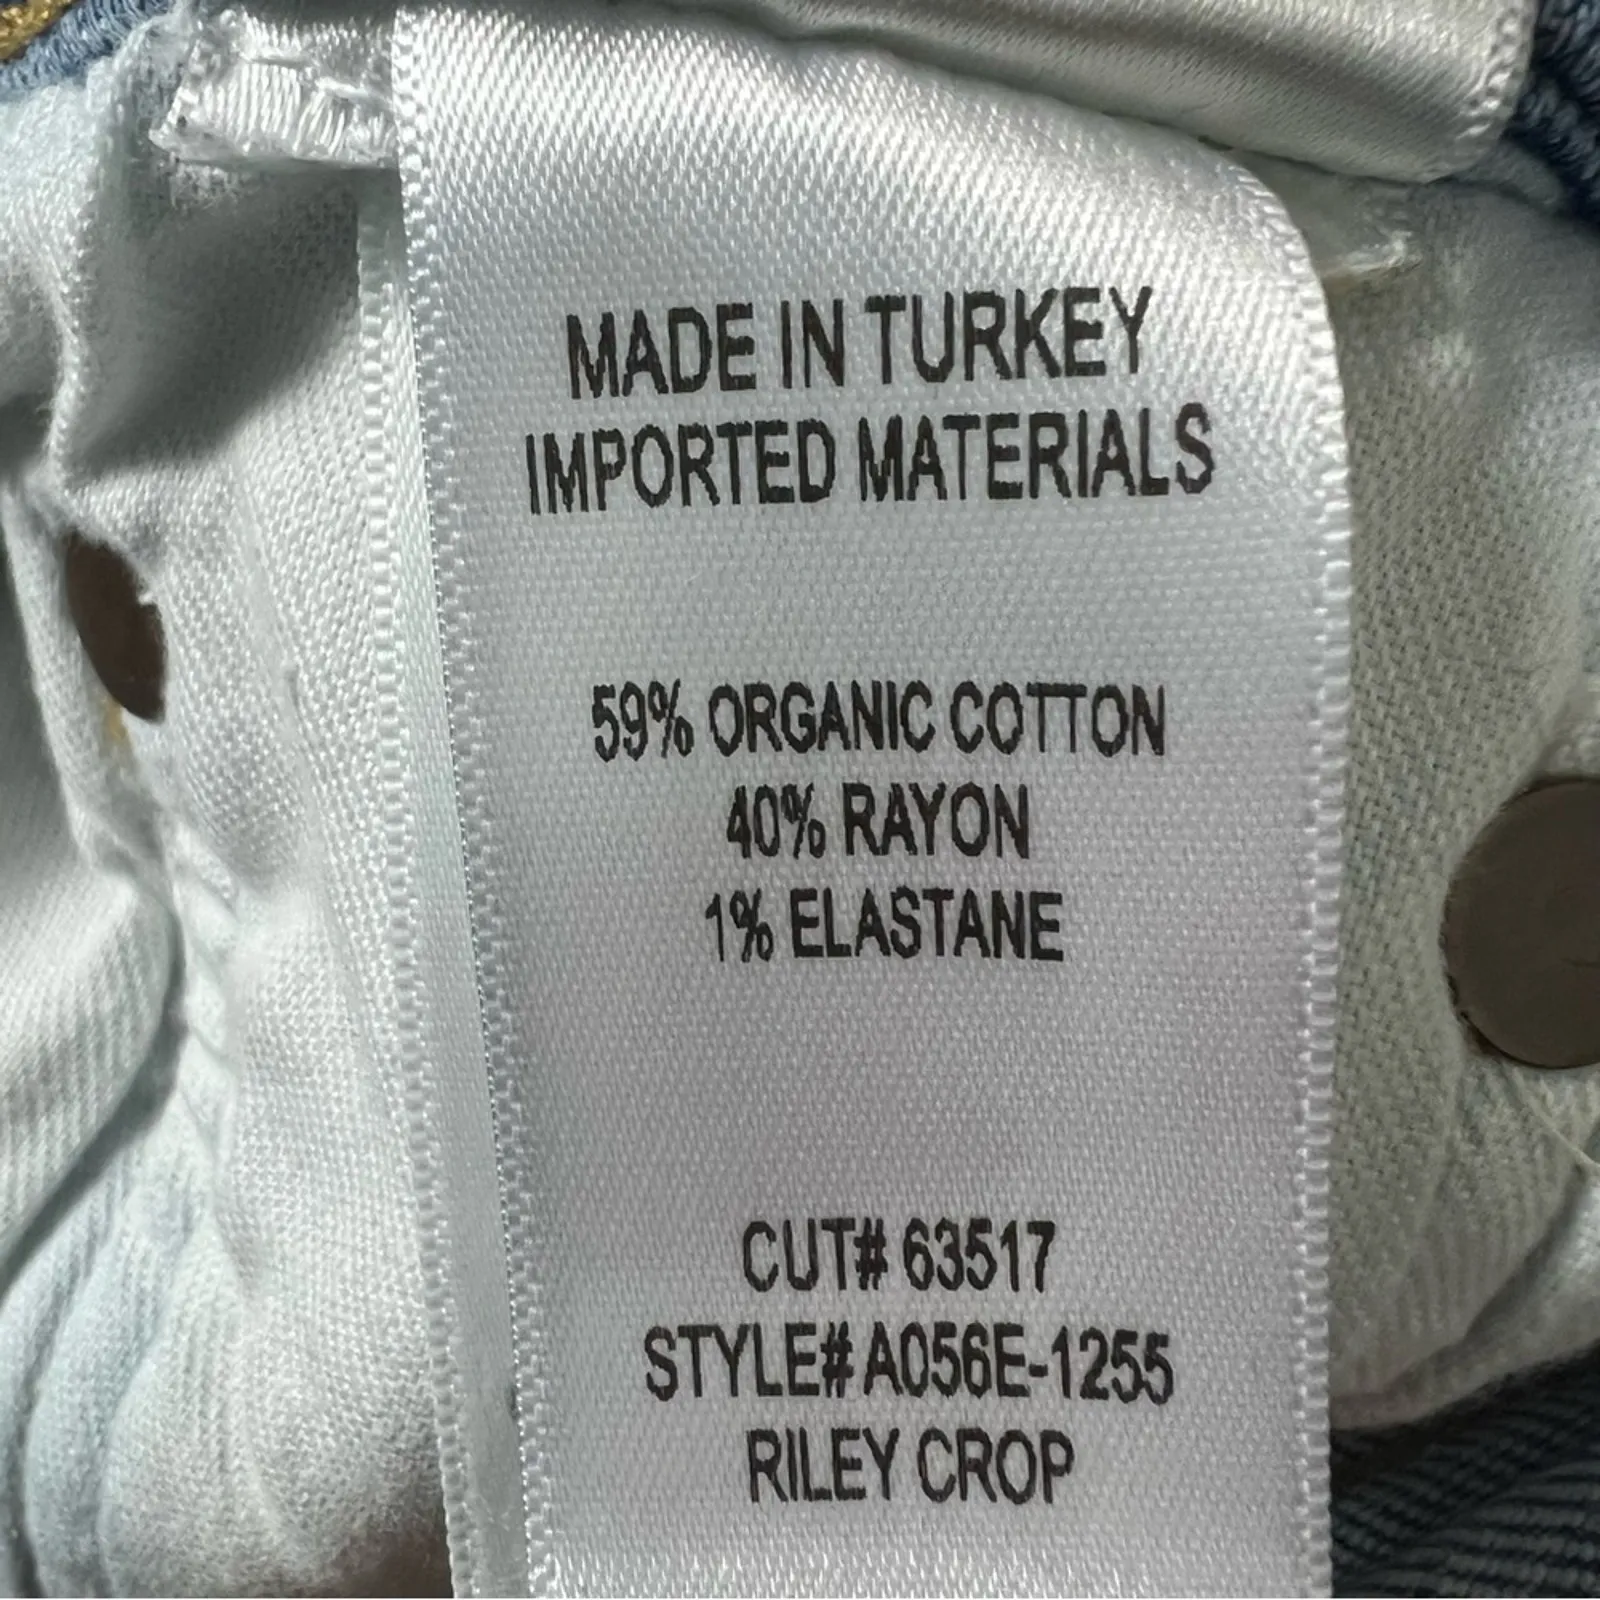 MADE IN TURKEY
IMPORTED MATERIALS
59% ORGANIC COTTON
40% RAYON
1% ELASTANE
CUT# 63517
STYLE# A056E-1255
RILEY CROP